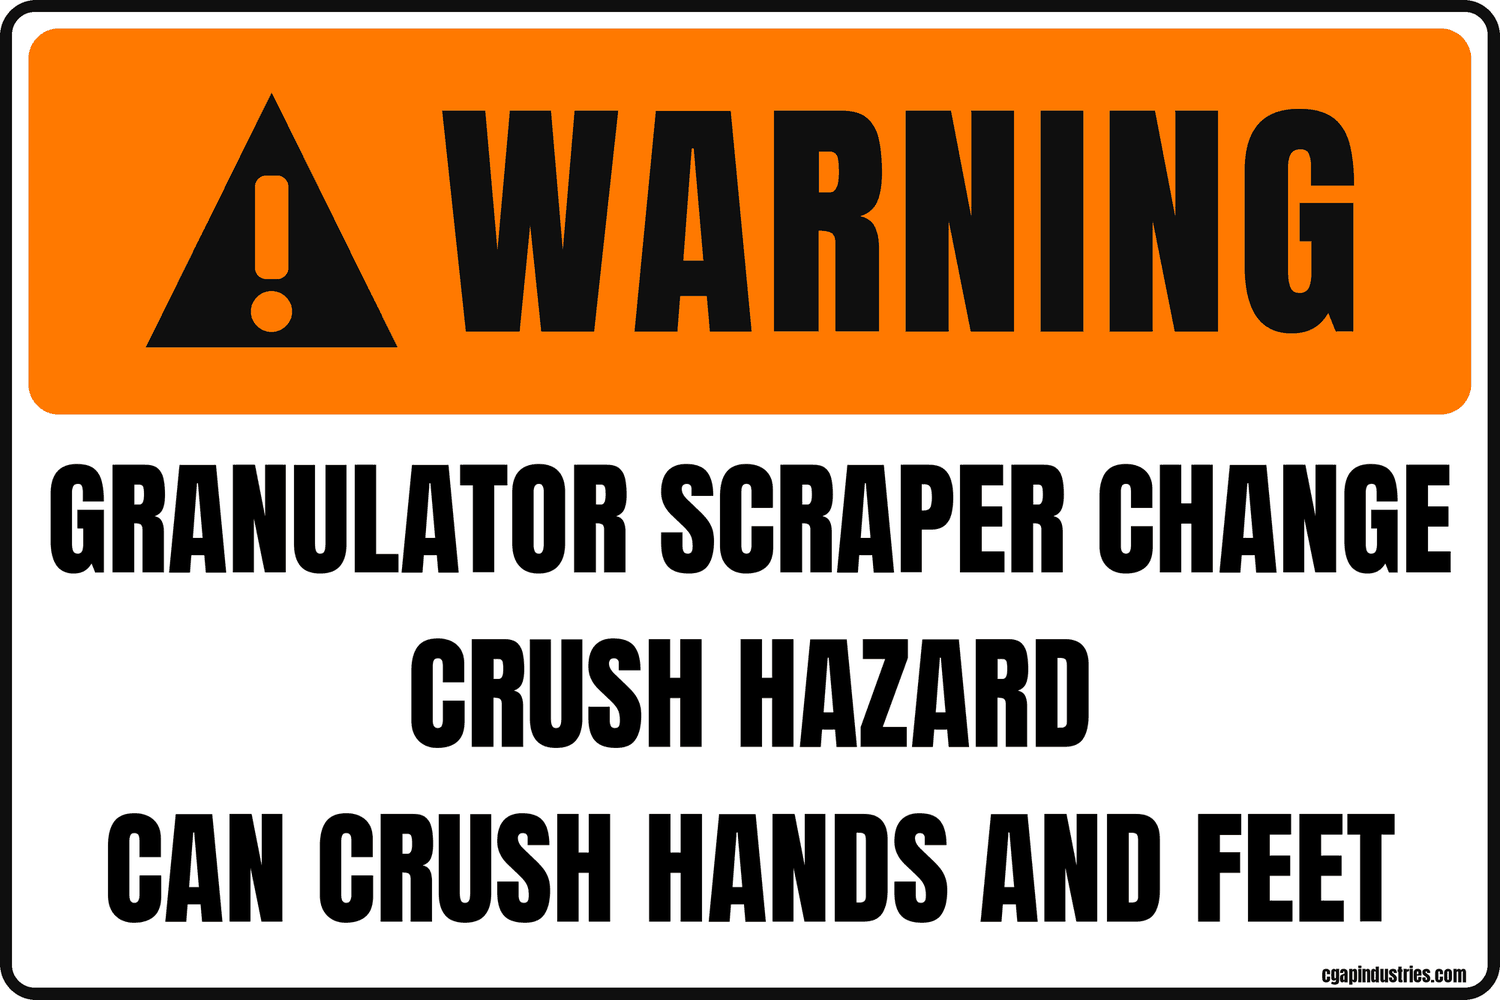 WARNING
GRANULATOR SCRAPER CHANGE
CRUSH HAZARD
CAN CRUSH HANDS AND FEET
cgapindustries.com